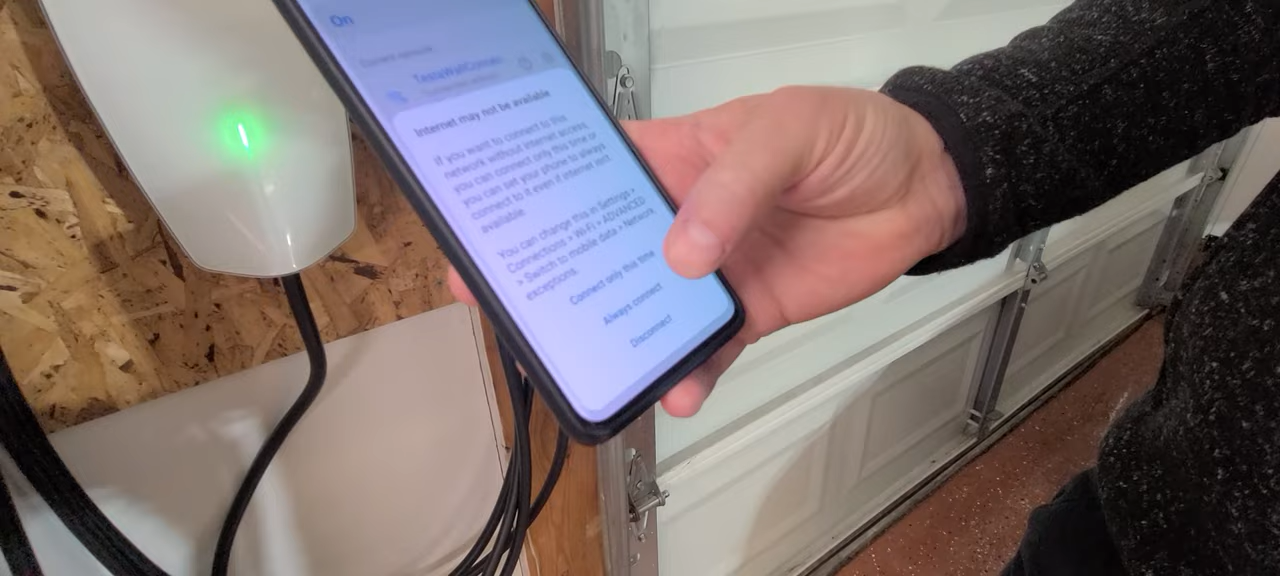 On
Current network
TeslaWallConnec
Internet may not be available
If you want to connect to this
network without internet access,
you can connect only this time or
you can set your phone to always
connect to it even if internet isn't
available.
You can change this in Settings >
Connections > Wi-Fi > ADVANCED
> Switch to mobile data > Network
exceptions.
Connect only this time
Always connect
Disconnect